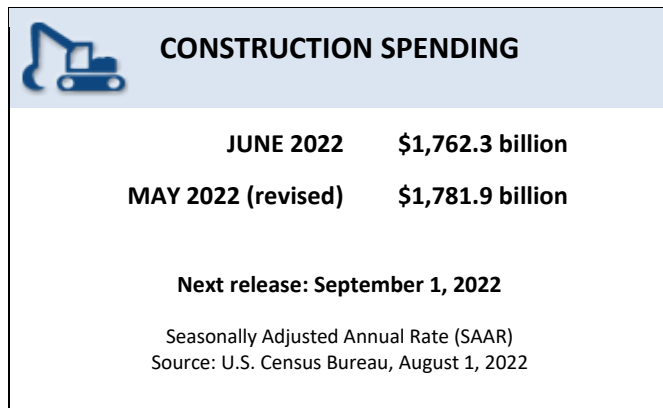 CONSTRUCTION SPENDING
JUNE 2022 $1,762.3 billion
MAY 2022 (revised) $1,781.9 billion
Next release: September 1, 2022
Seasonally Adjusted Annual Rate (SAAR)
Source: U.S. Census Bureau, August 1, 2022